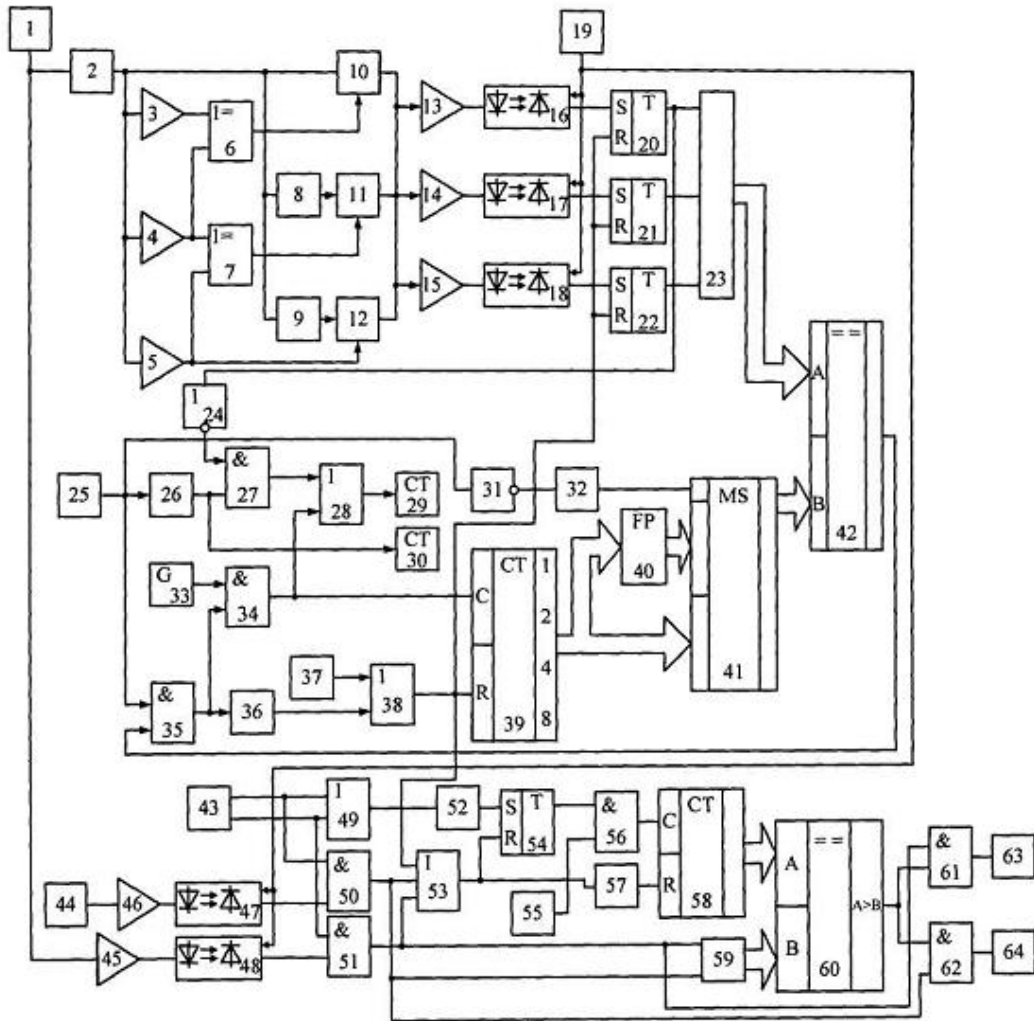 1
19
2
10
3
I=
6
13
16
S T
R 20
8
11
14
17
S T
R 21
4
I=
7
23
9
12
15
18
S T
R 22
5
1
24
==
A
B
42
25
26
&
27
1
28
CT
29
CT
30
31
32
MS
41
FP
40
G
33
&
34
C CT 1
2
4
R 39 8
&
35
36
37
1
38
43
1
49
52
S T
R 54
&
56
C CT
R 58
A ==
B 60
A>B
&
61
63
44
46
47
&
50
I
53
55
57
45
48
&
51
59
&
62
64